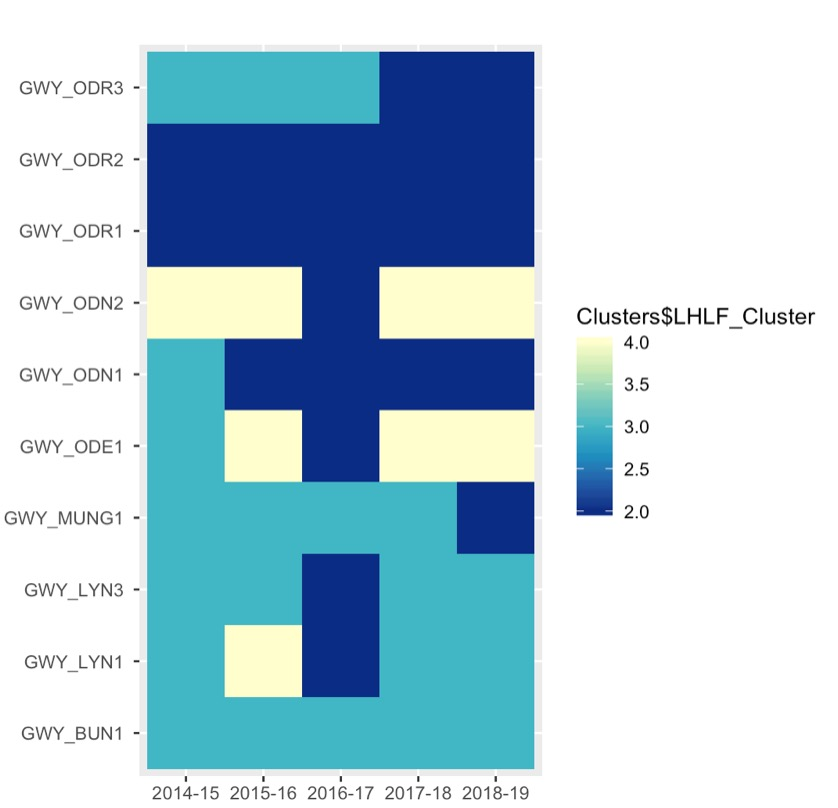 GWY_ODR3
GWY_ODR2
GWY_ODR1
GWY_ODN2
GWY_ODN1
GWY_ODE1
GWY_MUNG1
GWY_LYN3
GWY_LYN1
GWY_BUN1
2014-15 2015-16 2016-17 2017-18 2018-19
Clusters$LHLF_Cluster
4.0
3.5
3.0
2.5
2.0